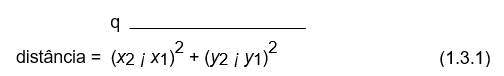 q
distância = (x2 ¡ x1)2 + (y2 ¡ y1)2 (1.3.1)